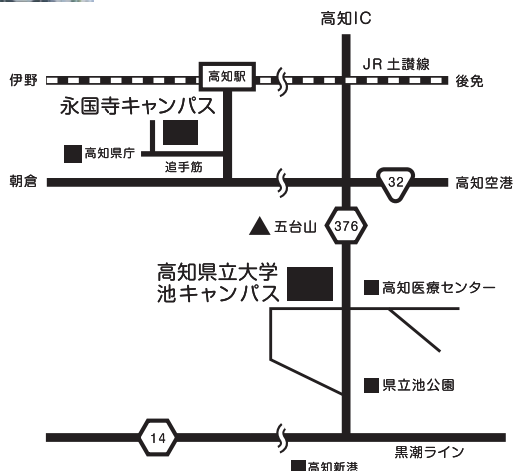 高知IC
JR土讃線
伊野
高知駅
後免
永国寺キャンパス
高知県庁
追手筋
朝倉
32
高知空港
五台山
376
高知県立大学
池キャンパス
高知医療センター
県立池公園
14
黒潮ライン
高知新港